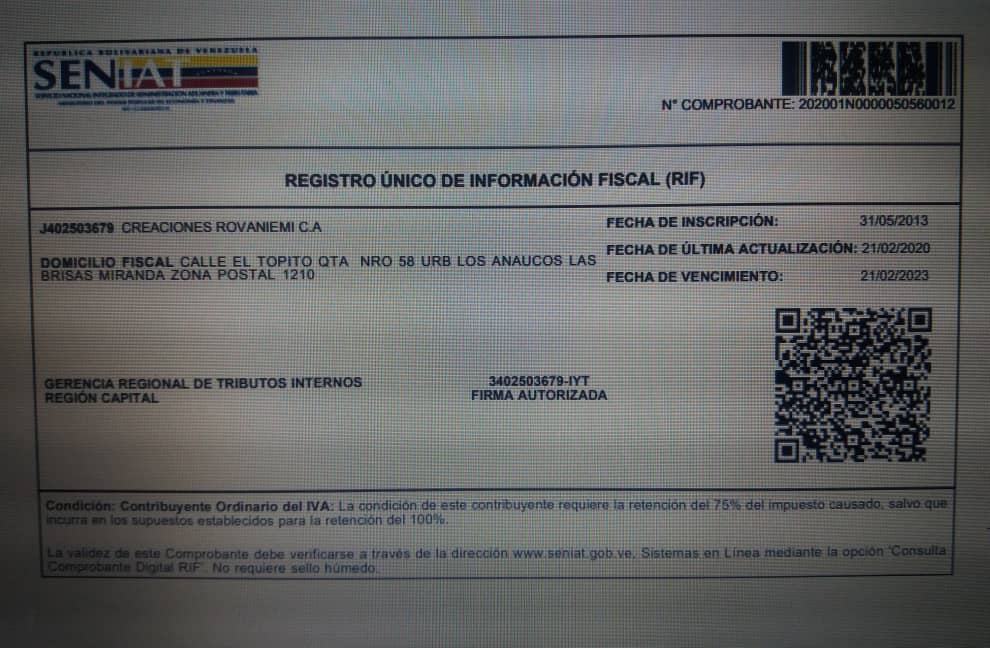 REPUBLICA BOLIVARIANA DE VENEZUELA
SENIAT
SERVICIO NACIONAL INTEGRADO DE ADMINISTRACION ADUANERA Y TRIBUTARIA
N° COMPROBANTE: 202001N0000050560012
REGISTRO ÚNICO DE INFORMACIÓN FISCAL (RIF)
J402503679 CREACIONES ROVANIEMI C.A
FECHA DE INSCRIPCIÓN: 31/05/2013
DOMICILIO FISCAL CALLE EL TOPITO QTA NRO 58 URB LOS ANAUCOS LAS
BRISAS MIRANDA ZONA POSTAL 1210
FECHA DE ÚLTIMA ACTUALIZACIÓN: 21/02/2020
FECHA DE VENCIMIENTO: 21/02/2023
GERENCIA REGIONAL DE TRIBUTOS INTERNOS
REGIÓN CAPITAL
3402503679-IYT
FIRMA AUTORIZADA
Condición: Contribuyente Ordinario del IVA: La condición de este contribuyente requiere la retención del 75% del impuesto causado, salvo que
incurra en los supuestos establecidos para la retención del 100%.
La validez de este Comprobante debe verificarse a través de la dirección www.seniat.gob.ve, Sistemas en Línea mediante la opción "Consulta
Comprobante Digital RIF". No requiere sello húmedo.